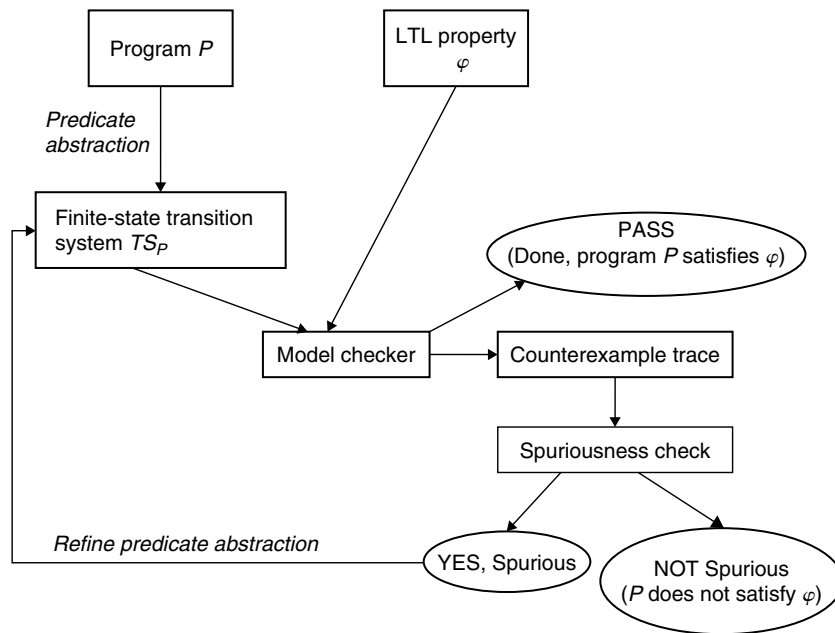 Program P
LTL property
φ
Predicate
abstraction
Finite-state transition
system TS_P
PASS
(Done, program P satisfies φ)
Model checker
Counterexample trace
Spuriousness check
Refine predicate abstraction
YES, Spurious
NOT Spurious
(P does not satisfy φ)